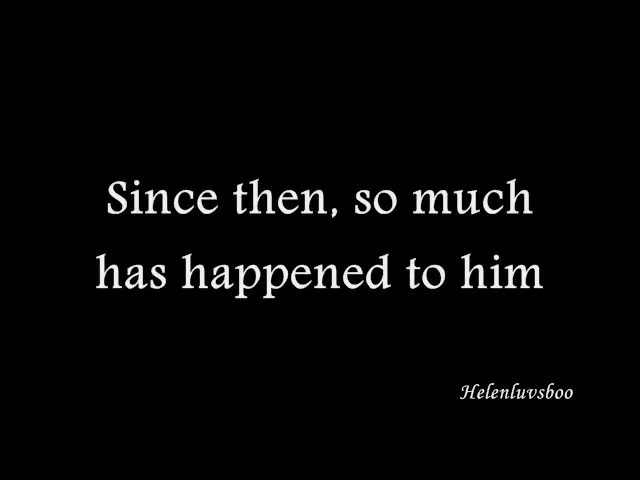 Since then, so much
has happened to him
Helenluvsboo